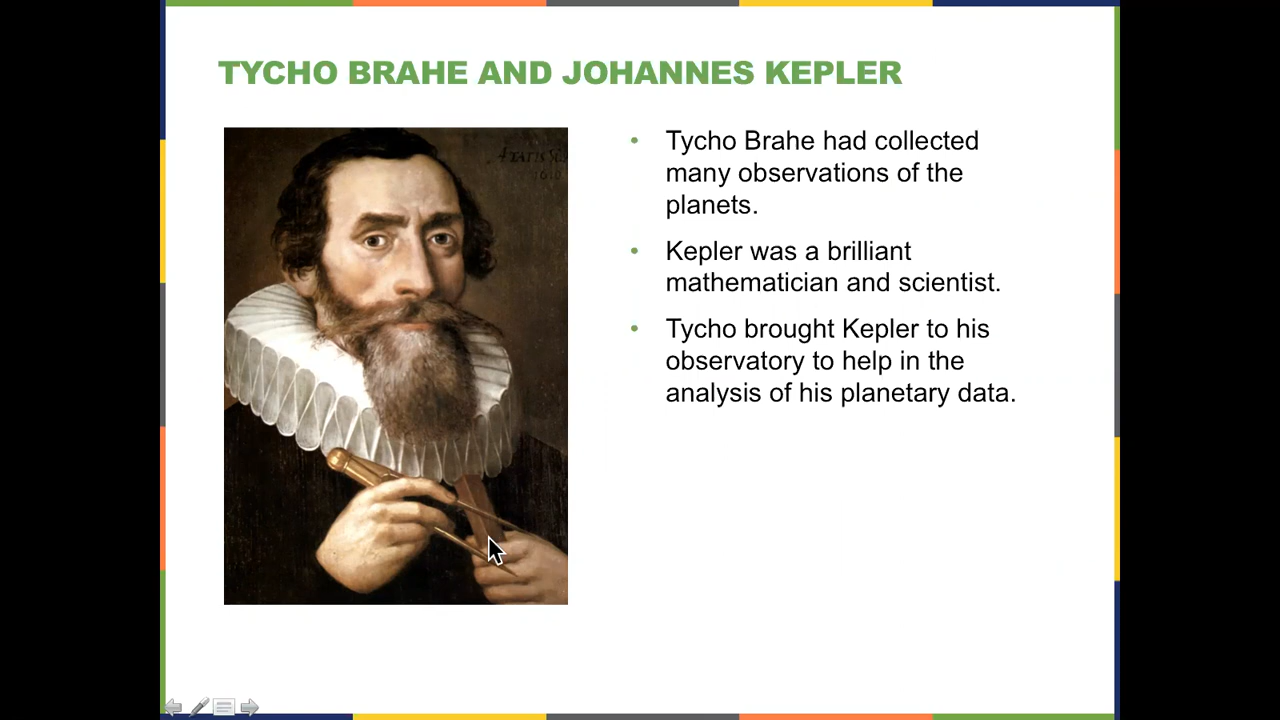 TYCHO BRAHE AND JOHANNES KEPLER
Tycho Brahe had collected
many observations of the
planets.
Kepler was a brilliant
mathematician and scientist.
Tycho brought Kepler to his
observatory to help in the
analysis of his planetary data.